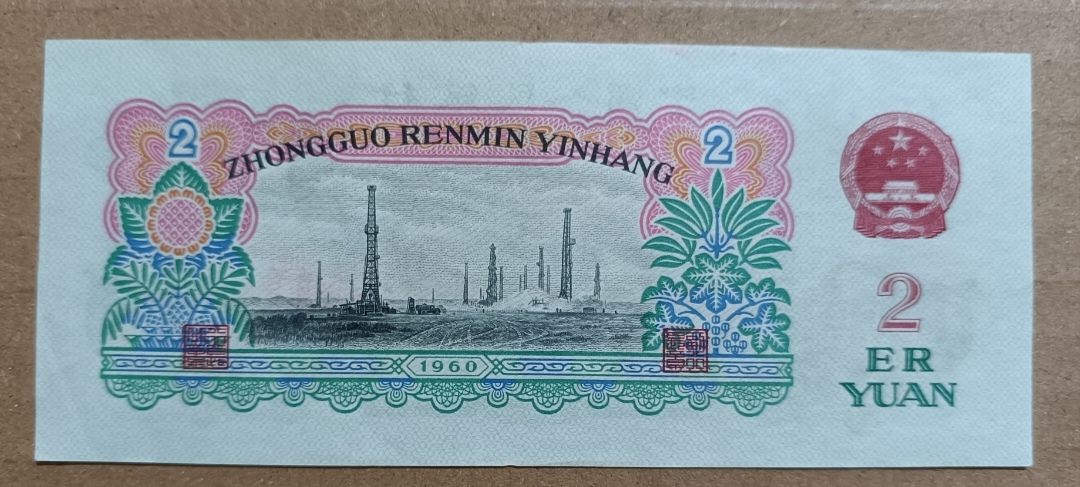 2
2
ZHONGGUO RENMIN YINHANG
1960
2
ER
YUAN